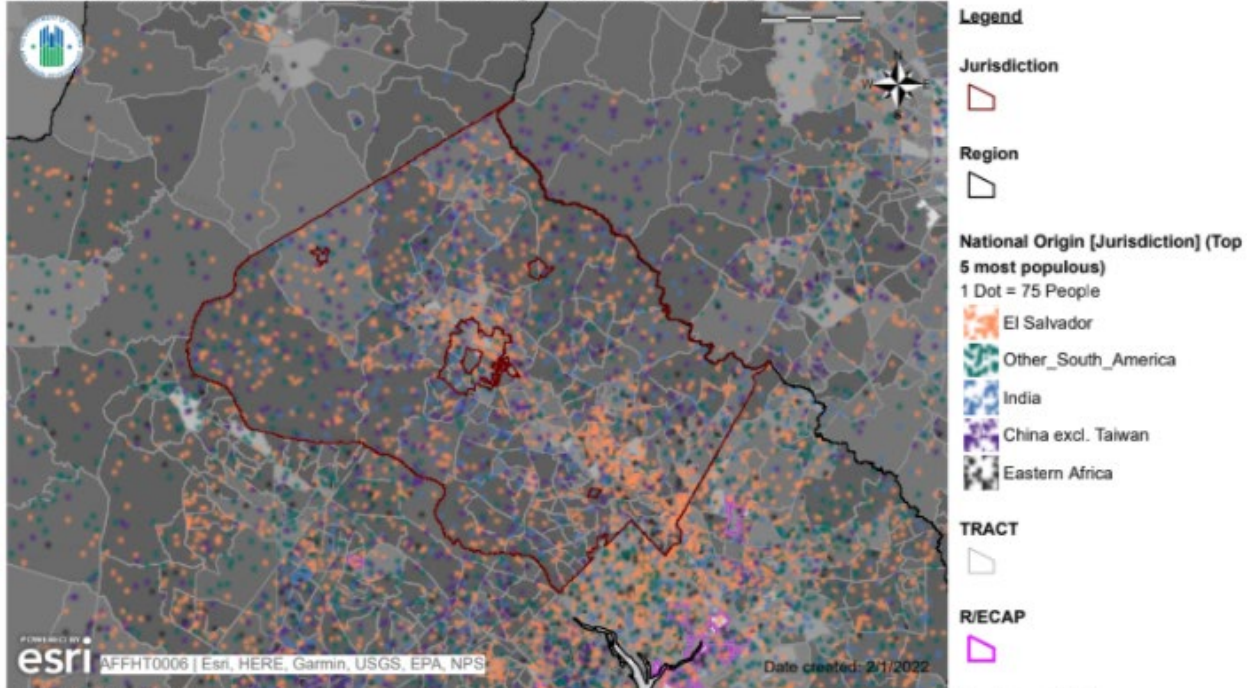 Legend
Jurisdiction
Region
National Origin [Jurisdiction] (Top
5 most populous)
1 Dot = 75 People
El Salvador
Other_South_America
India
China excl. Taiwan
Eastern Africa
TRACT
R/ECAP
N
W
E
POWERED BY
esri
AFFHT0006 | Esri, HERE, Garmin, USGS, EPA, NPS
Date created: 2/1/2022